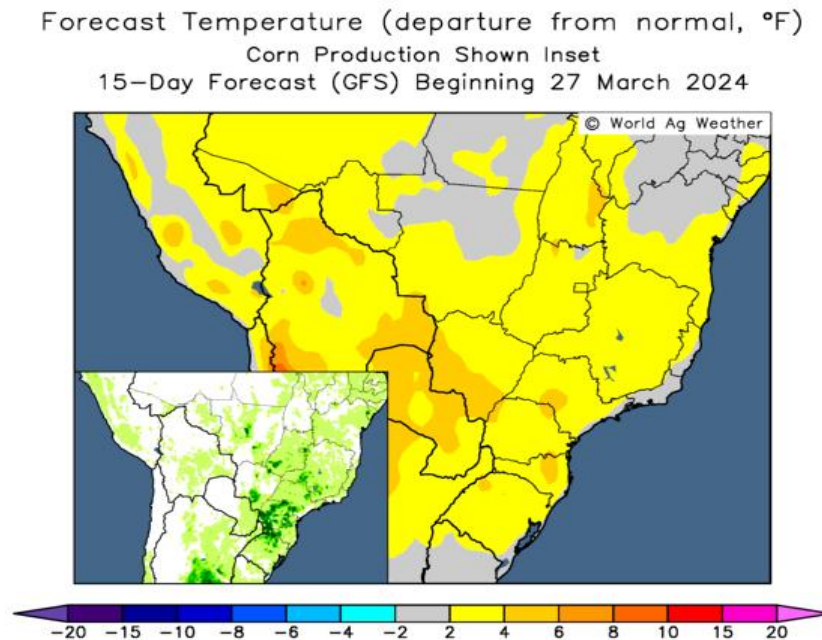 Forecast Temperature (departure from normal, °F)
Corn Production Shown Inset
15-Day Forecast (GFS) Beginning 27 March 2024
© World Ag Weather
-20 -15 -10 -8 -6 -4 -2 2 4 6 8 10 15 20